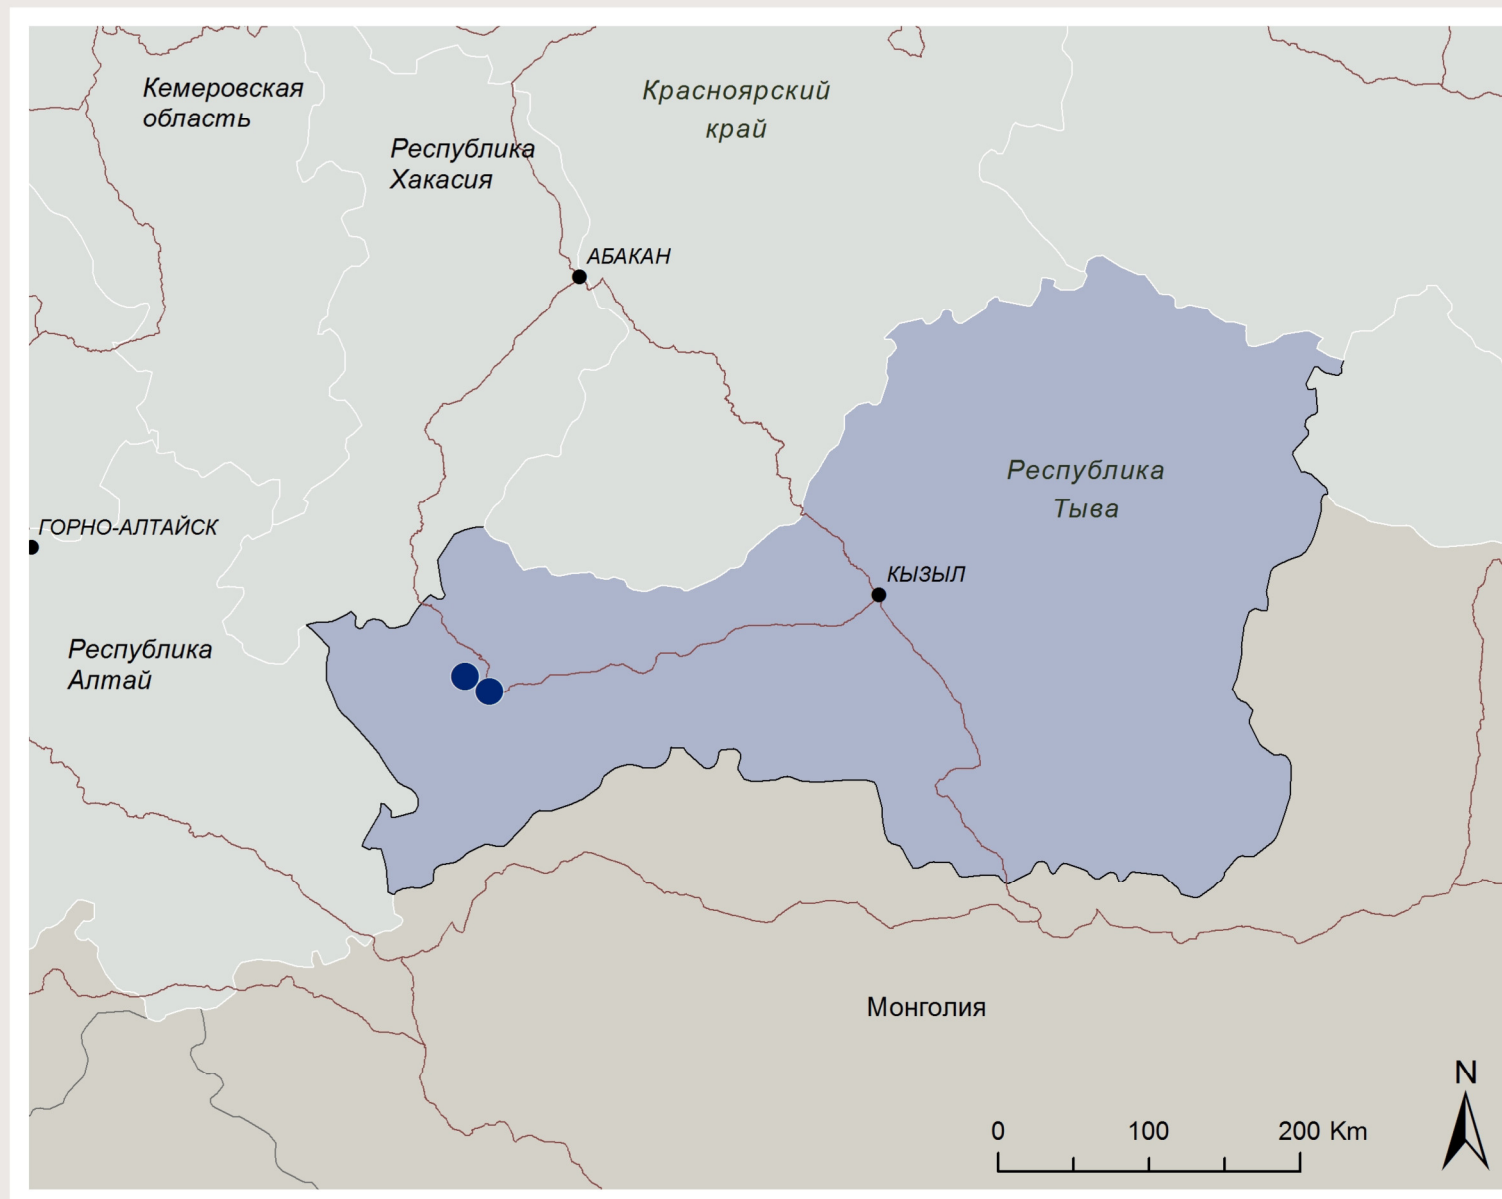 Кемеровская
область
Красноярский
край
Республика
Хакасия
АБАКАН
Республика
Тыва
ГОРНО-АЛТАЙСК
КЫЗЫЛ
Республика
Алтай
Монголия
N
0 100 200 Km